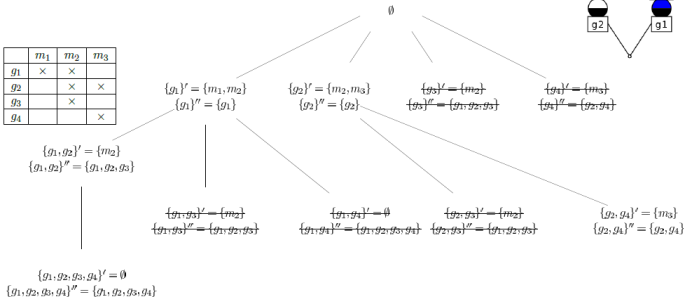 ∅
g2 g1
m₁ m₂ m₃
g₁ × ×
g₂ × ×
g₃ ×
g₄ ×
{g₁}′ = {m₁, m₂}
{g₁}″ = {g₁}
{g₂}′ = {m₂, m₃}
{g₂}″ = {g₂}
{g₃}′ = {m₂}
{g₃}″ = {g₁, g₂, g₃}
{g₄}′ = {m₃}
{g₄}″ = {g₂, g₄}
{g₁, g₂}′ = {m₂}
{g₁, g₂}″ = {g₁, g₂, g₃}
{g₁, g₃}′ = {m₂}
{g₁, g₃}″ = {g₁, g₂, g₃}
{g₁, g₄}′ = ∅
{g₁, g₄}″ = {g₁, g₂, g₃, g₄}
{g₂, g₃}′ = {m₂}
{g₂, g₃}″ = {g₁, g₂, g₃}
{g₂, g₄}′ = {m₃}
{g₂, g₄}″ = {g₂, g₄}
{g₁, g₂, g₃, g₄}′ = ∅
{g₁, g₂, g₃, g₄}″ = {g₁, g₂, g₃, g₄}